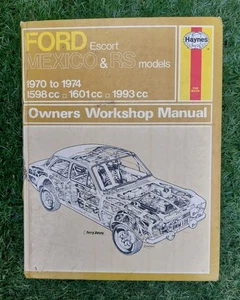 FORD Escort
MEXICO & RS models
1970 to 1974
1598 cc □ 1601 cc □ 1993 cc
Haynes
Owners Workshop Manual